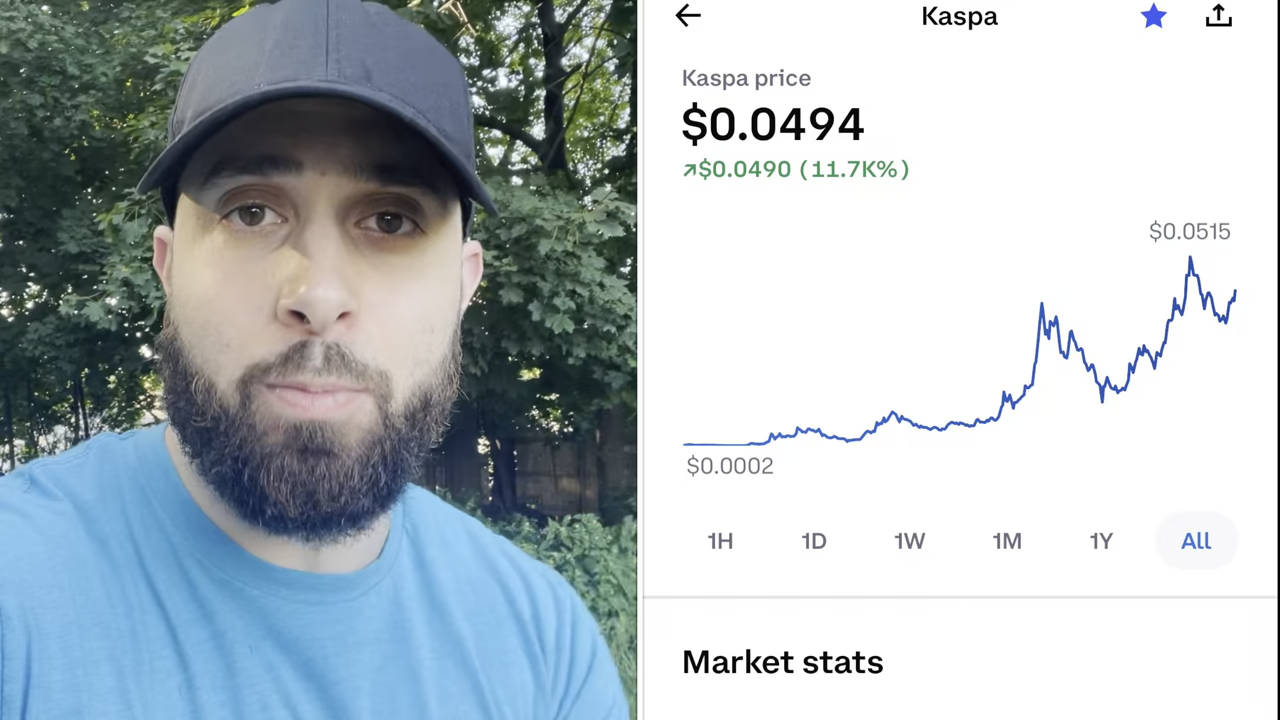 Kaspa
Kaspa price
$0.0494
↗$0.0490 (11.7K%)
$0.0515
$0.0002
1H 1D 1W 1M 1Y All
Market stats